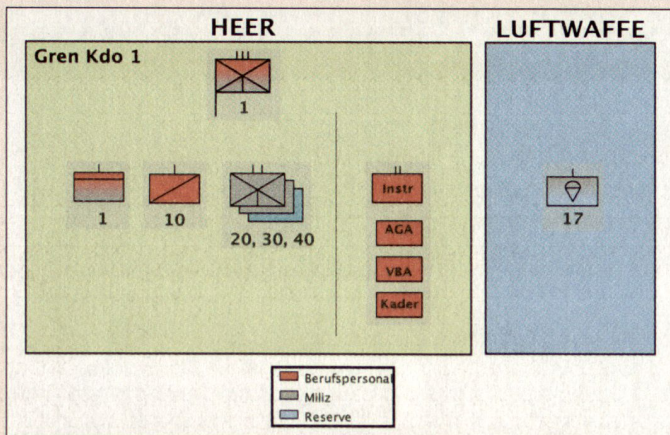 HEER
LUFTWAFFE
Gren Kdo 1
1
1
10
20, 30, 40
Instr
AGA
VBA
Kader
17
Berufspersonal
Miliz
Reserve